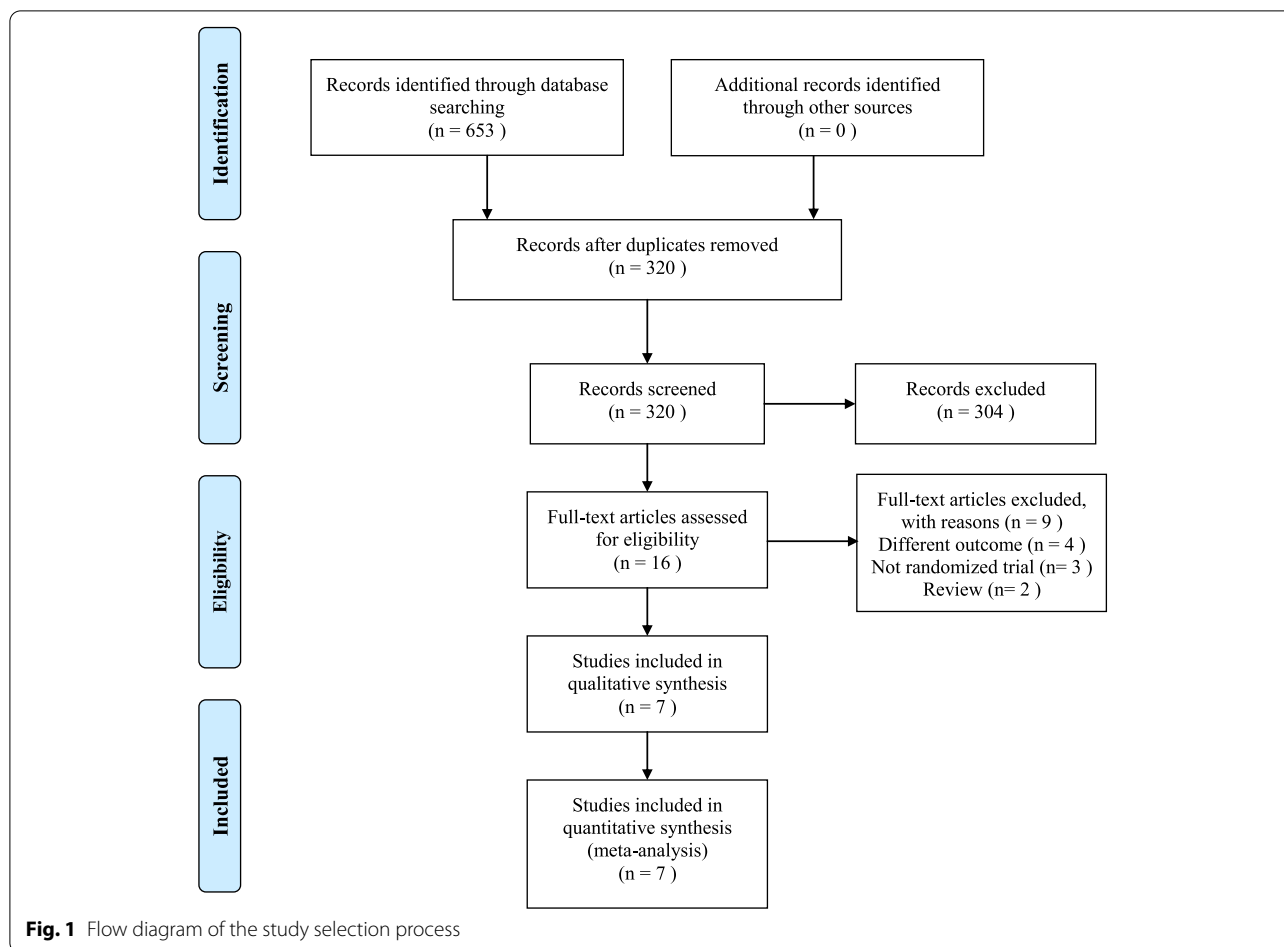 Identification
Records identified through database
searching
(n = 653 )
Additional records identified
through other sources
(n = 0 )
Records after duplicates removed
(n = 320 )
Screening
Records screened
(n = 320 )
Records excluded
(n = 304 )
Eligibility
Full-text articles assessed
for eligibility
(n = 16 )
Full-text articles excluded,
with reasons (n = 9 )
Different outcome (n = 4 )
Not randomized trial (n= 3 )
Review (n= 2 )
Studies included in
qualitative synthesis
(n = 7 )
Included
Studies included in
quantitative synthesis
(meta-analysis)
(n = 7 )
Fig. 1 Flow diagram of the study selection process